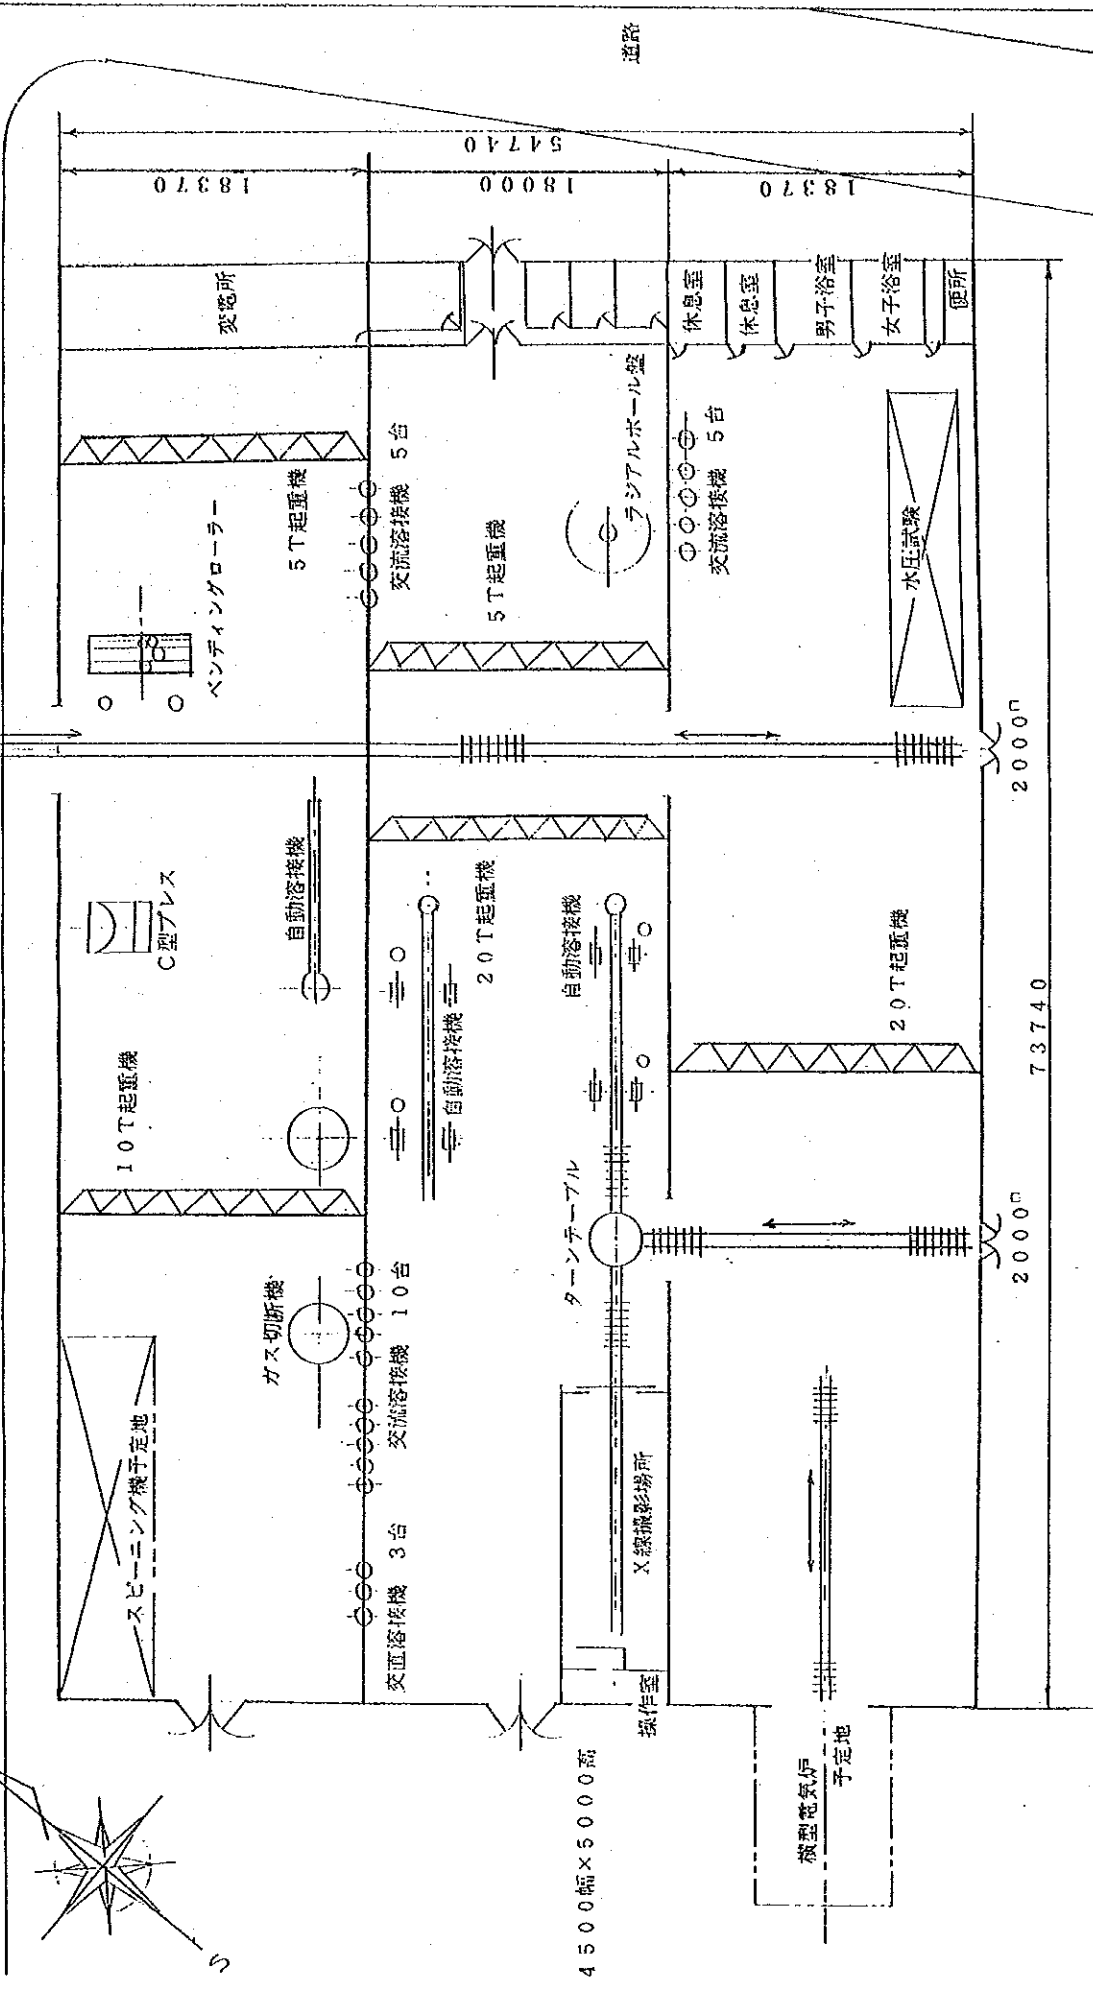 道路
54740
18370
18000
18370
変電所
休息室
休息室
男子浴室
女子浴室
便所
5T起重機
ベンディングローラー
交流溶接機 5台
5T起重機
ラジアルボール盤
交流溶接機 5台
水圧試験
2000□
C型プレス
自動溶接機
10T起重機
20T起重機
自動溶接機
自動溶接機
20T起重機
73740
ターンテーブル
2000□
ガス切断機
交流溶接機 10台
スピーニング機予定地
交直溶接機 3台
X線撮影場所
操作室
4500幅×5000高
横型電気炉
予定地
S